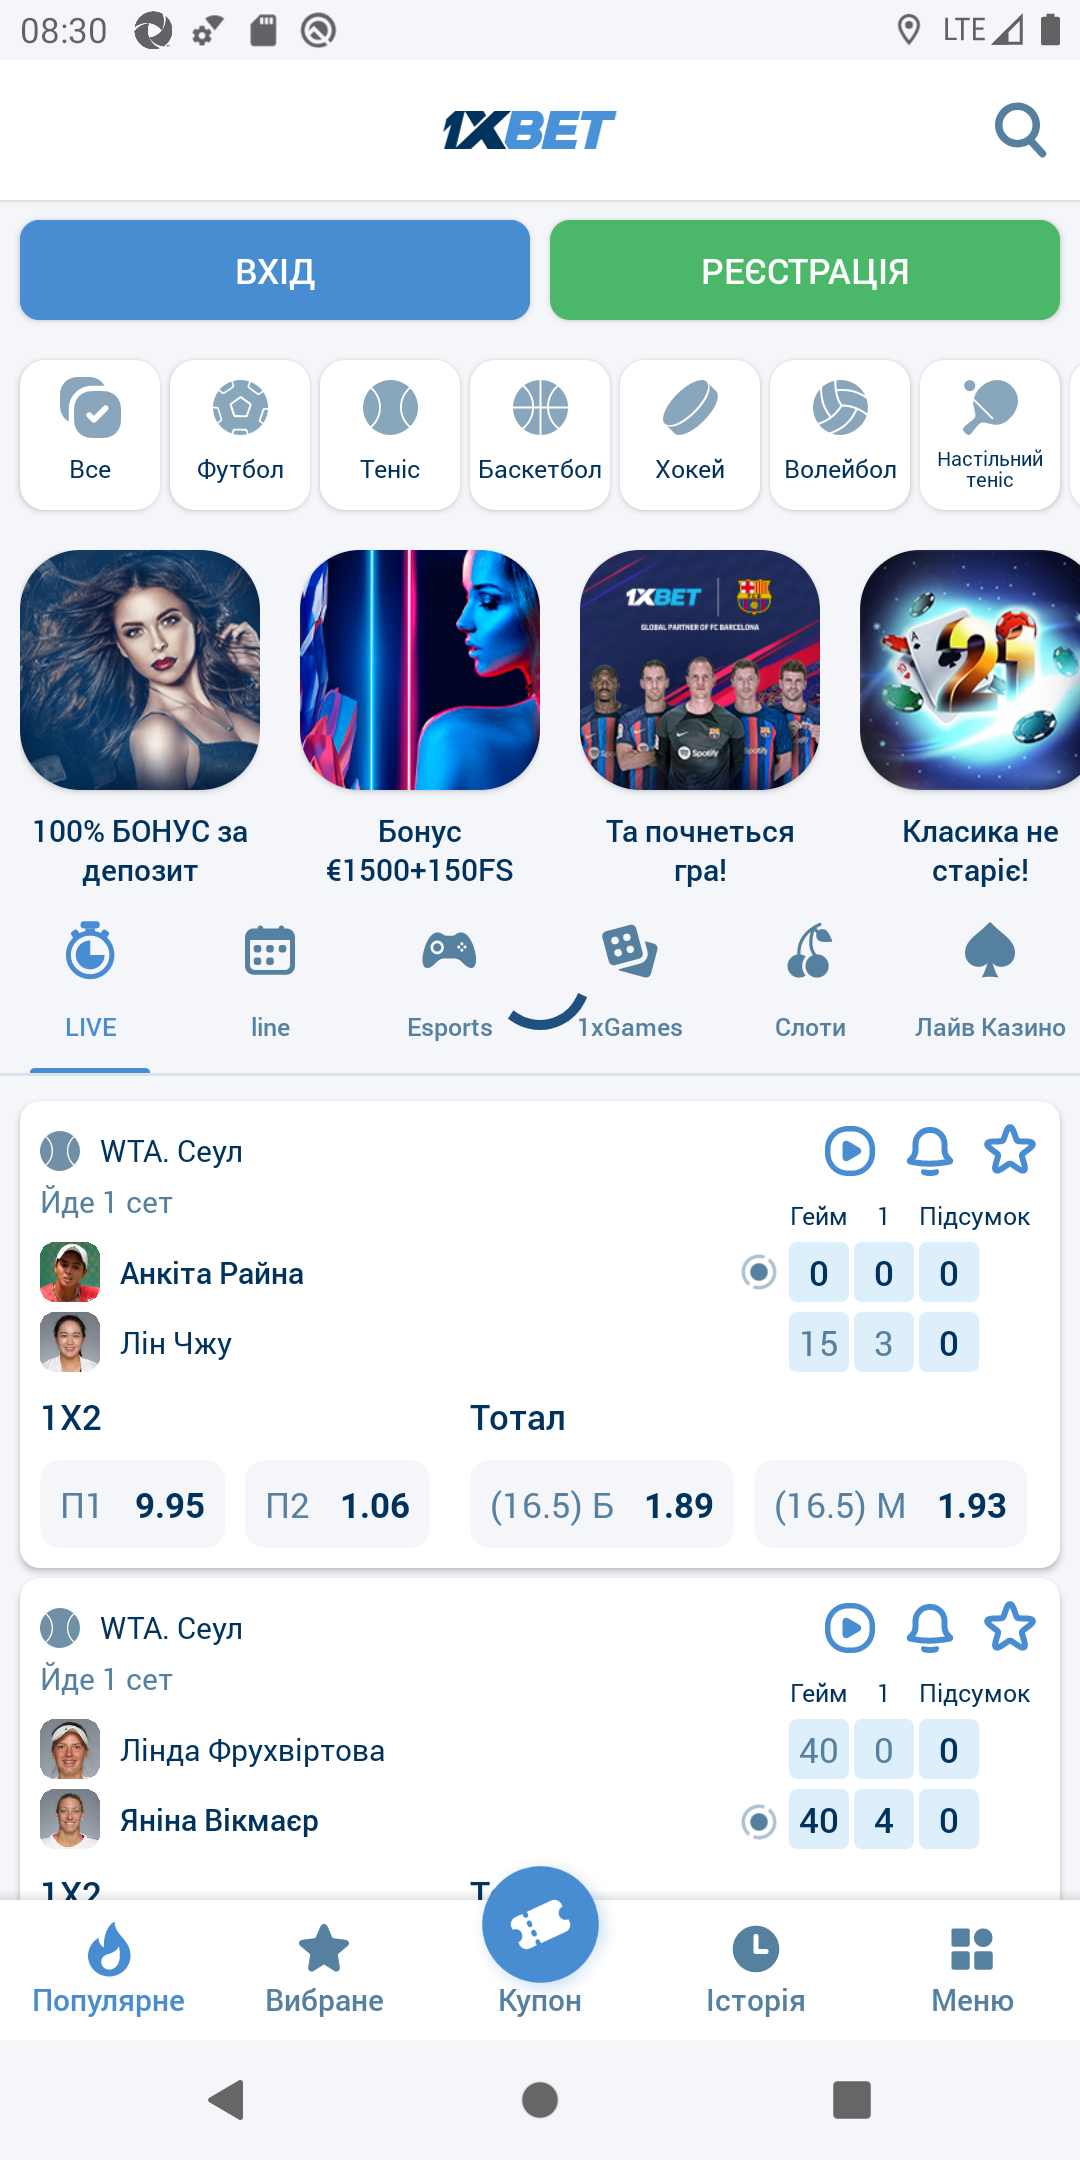 08:30
LTE
1XBET
ВХІД
РЕЄСТРАЦІЯ
Все
Футбол
Теніс
Баскетбол
Хокей
Волейбол
Настільний
теніс
1XBET
GLOBAL PARTNER OF FC BARCELONA
Spotify
21
100% БОНУС за
депозит
Бонус
€1500+150FS
Та почнеться
гра!
Класика не
старіє!
LIVE
line
Esports
1xGames
Слоти
Лайв Казино
WTA. Сеул
Йде 1 сет
Гейм 1 Підсумок
Анкіта Райна 0 0 0
Лін Чжу 15 3 0
1X2 Тотал
П1 9.95 П2 1.06 (16.5) Б 1.89 (16.5) М 1.93
WTA. Сеул
Йде 1 сет
Гейм 1 Підсумок
Лінда Фрухвіртова 40 0 0
Яніна Вікмаєр 40 4 0
1X2
Популярне
Вибране
Купон
Історія
Меню